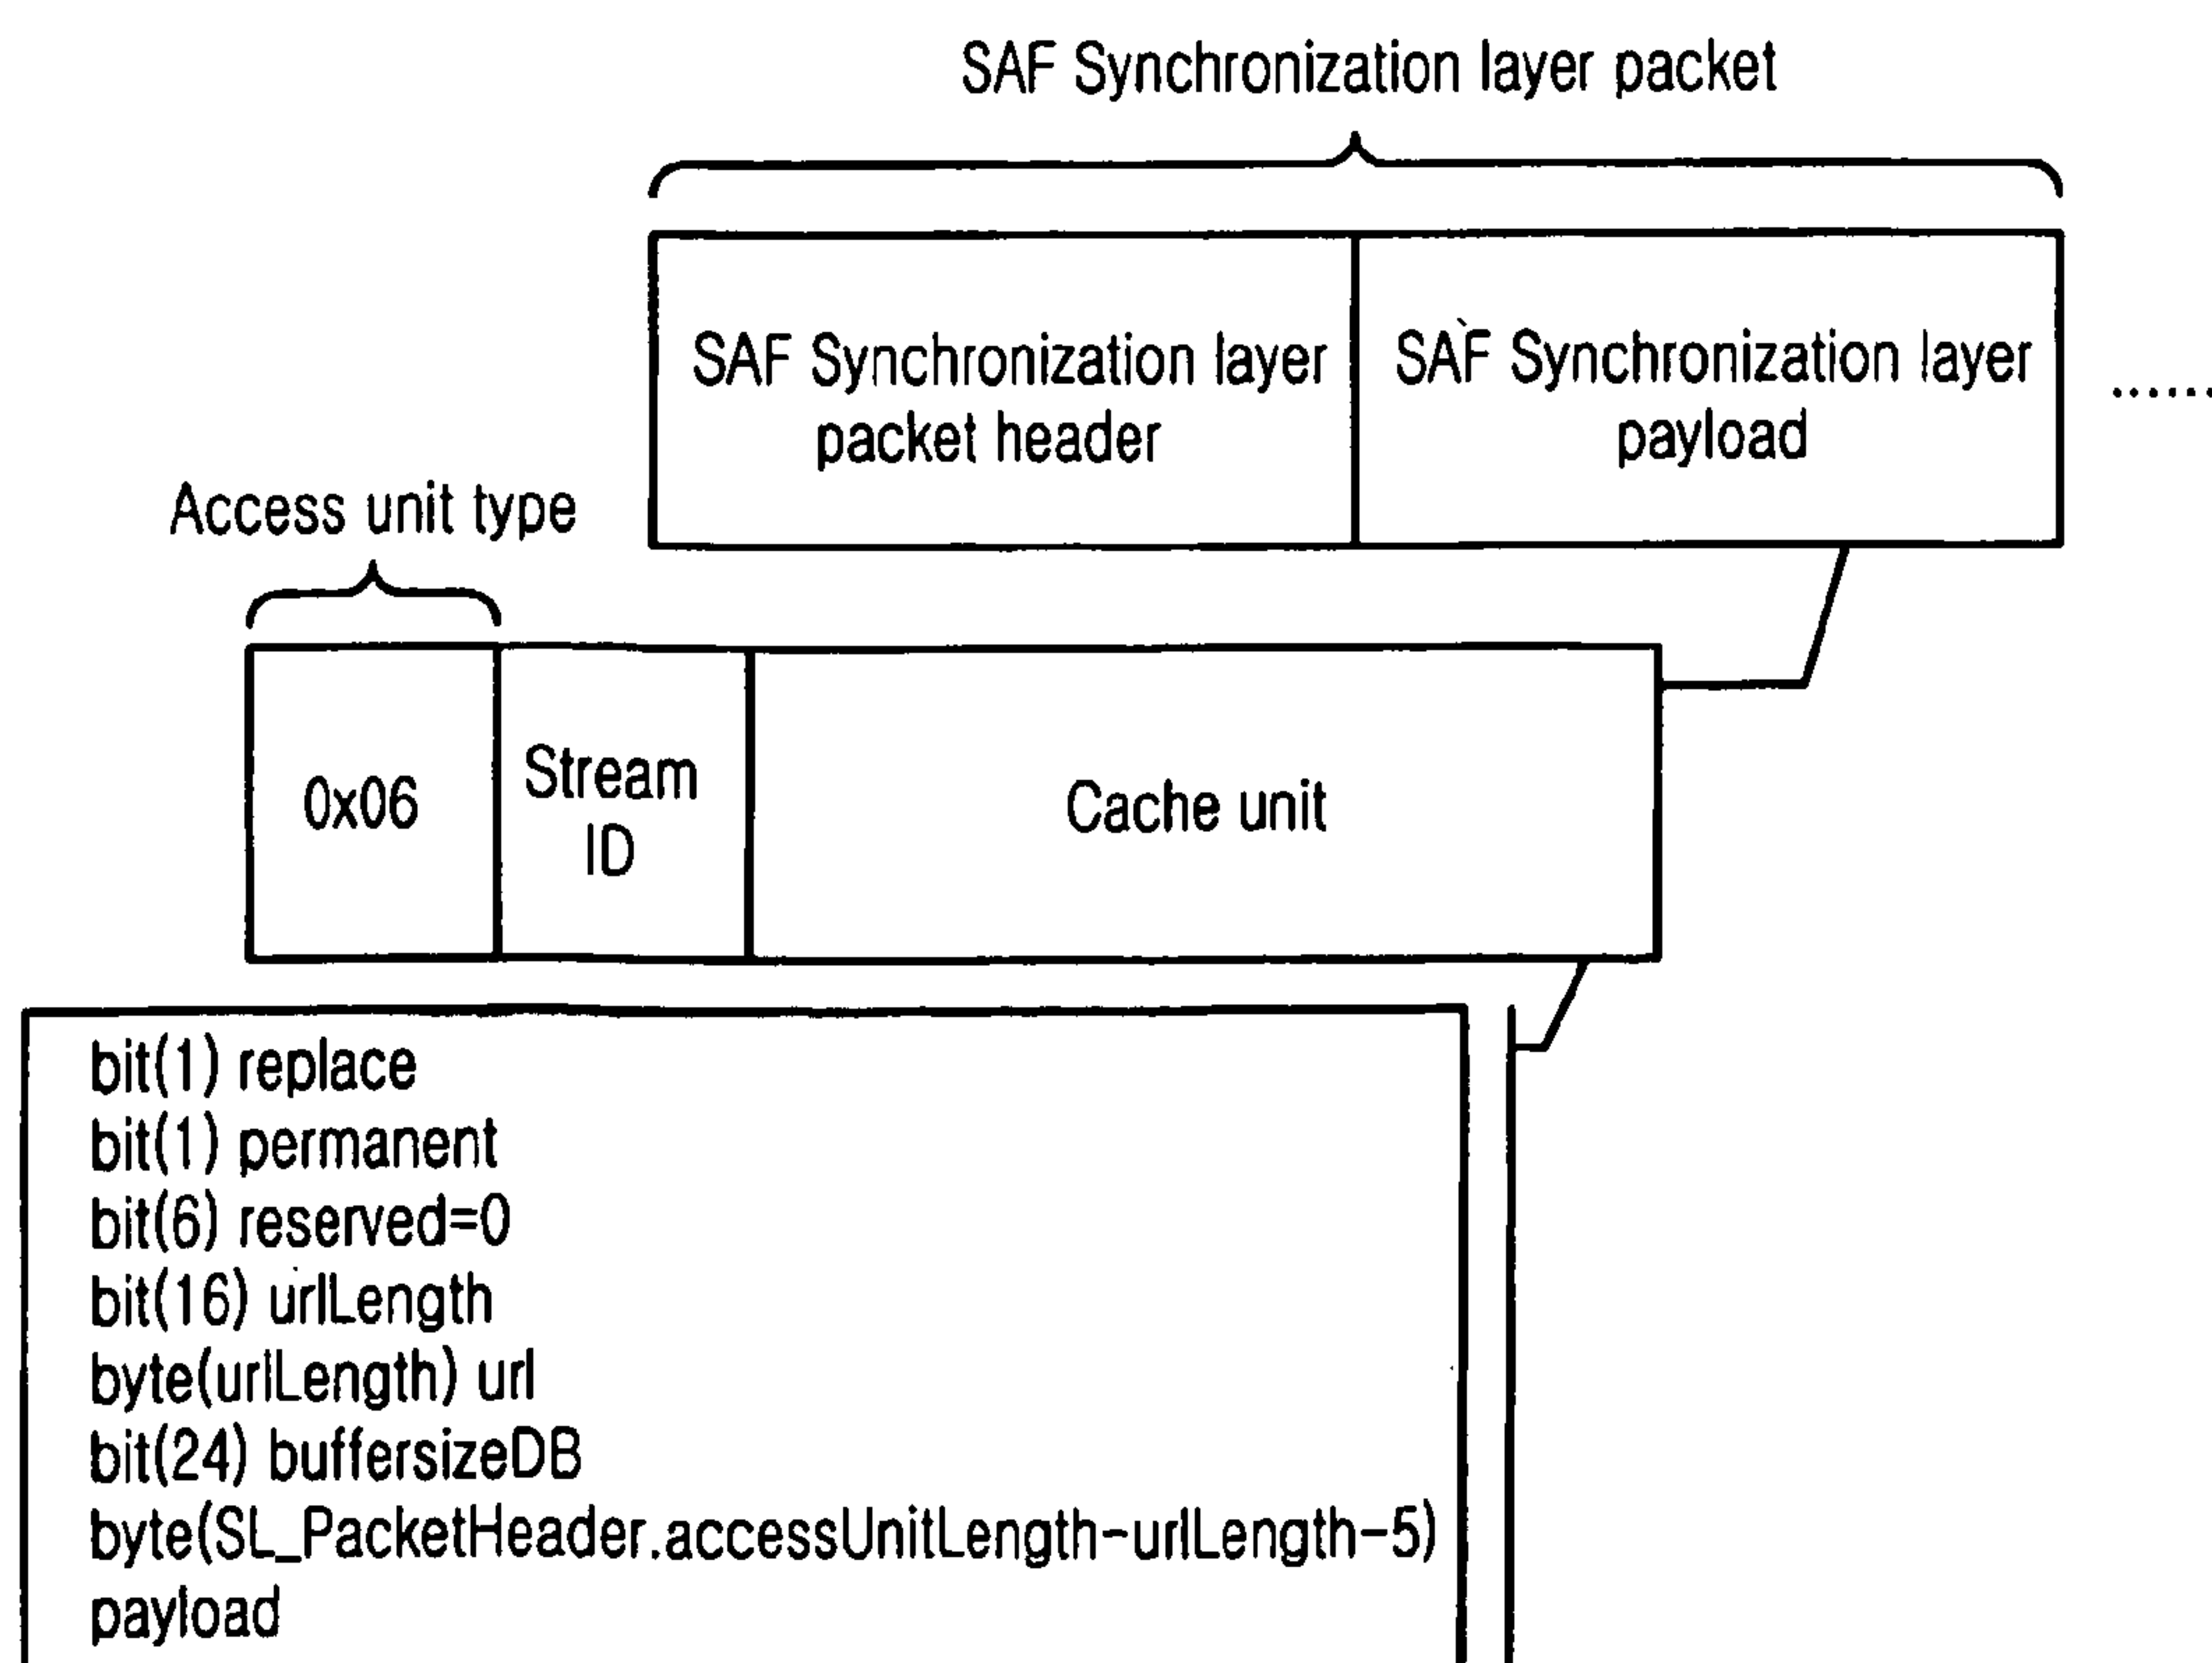 SAF Synchronization layer packet
SAF Synchronization layer
packet header
SAF Synchronization layer
payload
......
Access unit type
0x06
Stream
ID
Cache unit
bit(1) replace
bit(1) permanent
bit(6) reserved=0
bit(16) urlLength
byte(urlLength) url
bit(24) buffersizeDB
byte(SL_PacketHeader.accessUnitLength-urlLength-5)
payload